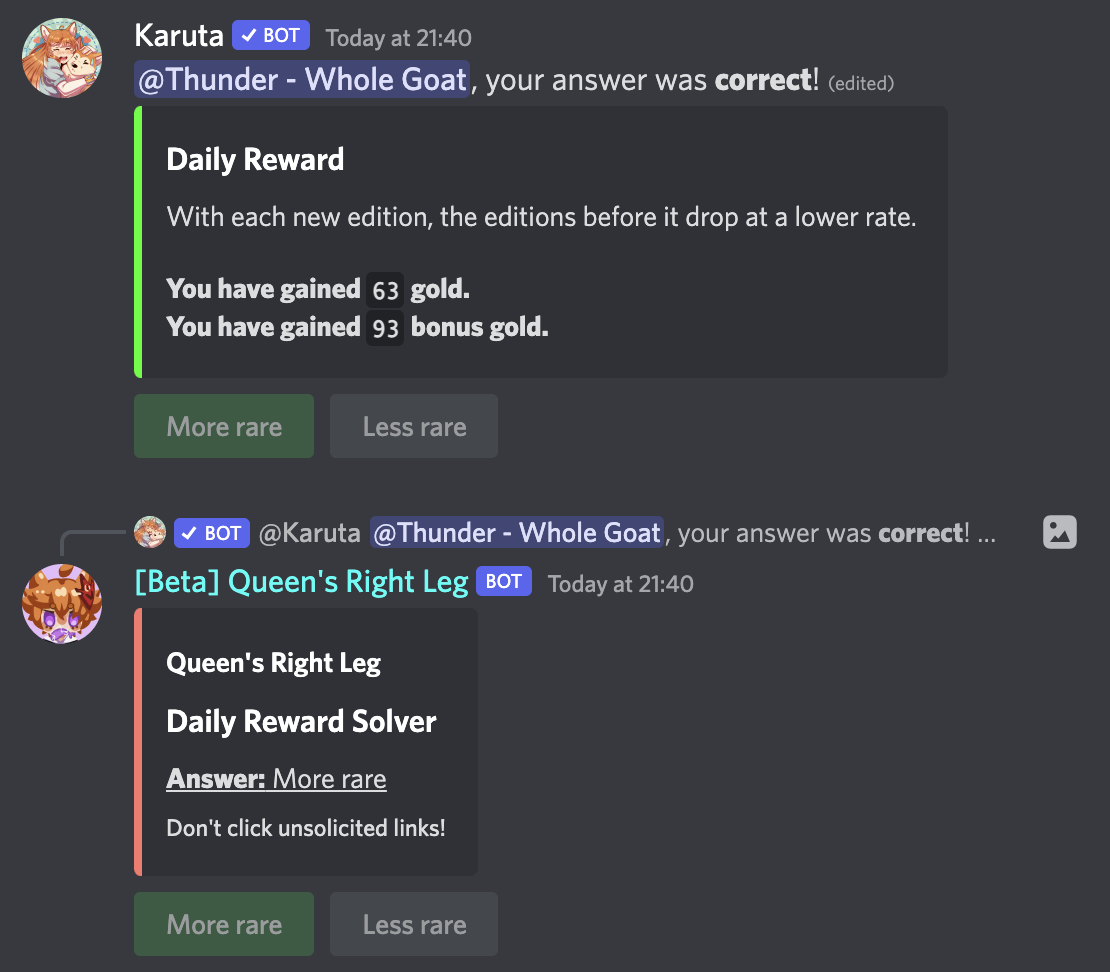 Karuta ✓ BOT Today at 21:40
@Thunder - Whole Goat, your answer was correct! (edited)
Daily Reward
With each new edition, the editions before it drop at a lower rate.
You have gained 63 gold.
You have gained 93 bonus gold.
More rare Less rare
✓ BOT @Karuta @Thunder - Whole Goat, your answer was correct! ...
[Beta] Queen's Right Leg BOT Today at 21:40
Queen's Right Leg
Daily Reward Solver
Answer: More rare
Don't click unsolicited links!
More rare Less rare